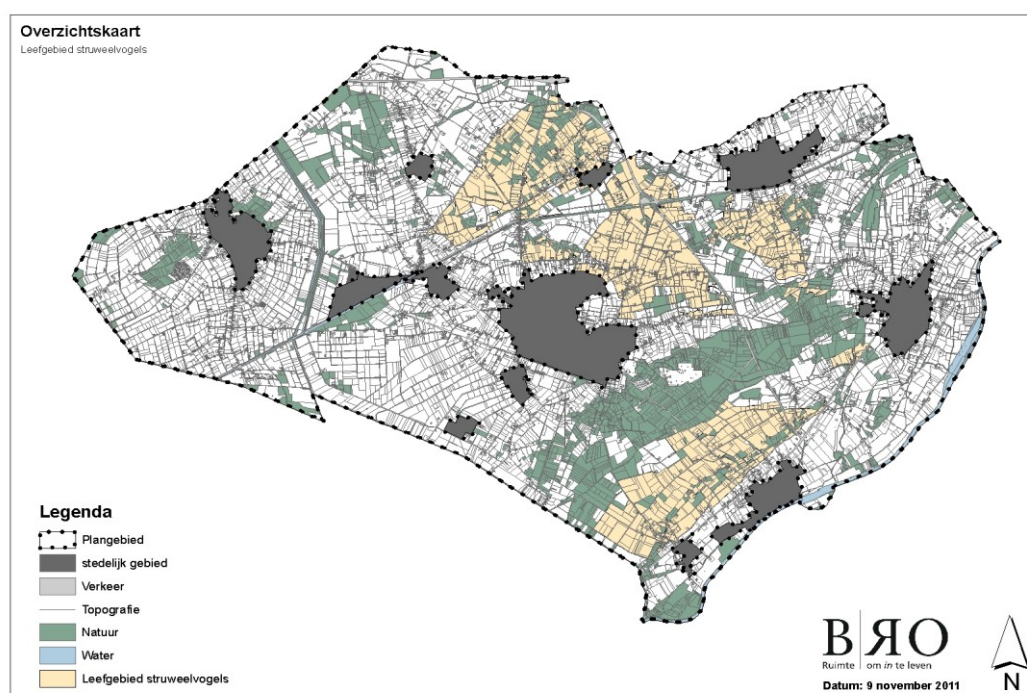 Overzichtskaart
Leefgebied struweelvogels
Legenda
Plangebied
stedelijk gebied
Verkeer
Topografie
Natuur
Water
Leefgebied struweelvogels
BRO
Ruimte om in te leven
Datum: 9 november 2011
N